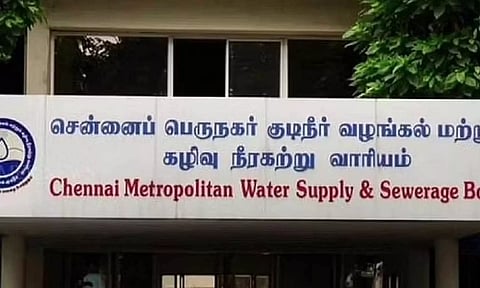 சென்னைப் பெருநகர் குடிநீர் வழங்கல் மற்று
கழிவு நீரகற்று வாரியம்
Chennai Metropolitan Water Supply & Sewerage Bo